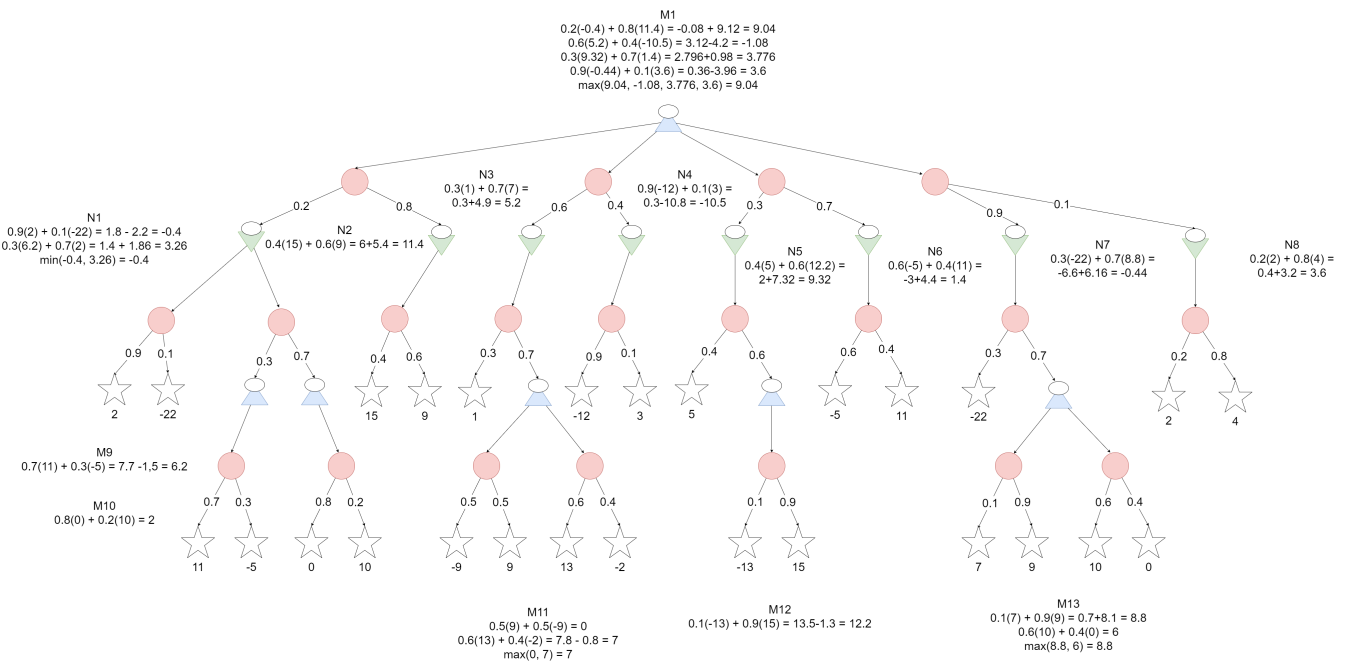 M1
0.2(-0.4) + 0.8(11.4) = -0.08 + 9.12 = 9.04
0.6(5.2) + 0.4(-10.5) = 3.12-4.2 = -1.08
0.3(9.32) + 0.7(1.4) = 2.796+0.98 = 3.776
0.9(-0.44) + 0.1(3.6) = 0.36-3.96 = 3.6
max(9.04, -1.08, 3.776, 3.6) = 9.04
N3
0.3(1) + 0.7(7) =
0.3+4.9 = 5.2
N4
0.9(-12) + 0.1(3) =
0.3-10.8 = -10.5
0.2
0.8
0.6
0.4
0.3
0.7
0.9
0.1
N1
0.9(2) + 0.1(-22) = 1.8 - 2.2 = -0.4
0.3(6.2) + 0.7(2) = 1.4 + 1.86 = 3.26
min(-0.4, 3.26) = -0.4
N2
0.4(15) + 0.6(9) = 6+5.4 = 11.4
N5
0.4(5) + 0.6(12.2) =
2+7.32 = 9.32
N6
0.6(-5) + 0.4(11) =
-3+4.4 = 1.4
N7
0.3(-22) + 0.7(8.8) =
-6.6+6.16 = -0.44
N8
0.2(2) + 0.8(4) =
0.4+3.2 = 3.6
0.9
0.1
0.3
0.7
0.4
0.6
0.3
0.7
0.9
0.1
0.4
0.6
0.6
0.4
0.3
0.7
0.2
0.8
2
-22
15
9
1
-12
3
5
-5
11
-22
2
4
M9
0.7(11) + 0.3(-5) = 7.7 -1,5 = 6.2
M10
0.8(0) + 0.2(10) = 2
0.7
0.3
0.8
0.2
0.5
0.5
0.6
0.4
0.1
0.9
0.1
0.9
0.6
0.4
11
-5
0
10
-9
9
13
-2
-13
15
7
9
10
0
M11
0.5(9) + 0.5(-9) = 0
0.6(13) + 0.4(-2) = 7.8 - 0.8 = 7
max(0, 7) = 7
M12
0.1(-13) + 0.9(15) = 13.5-1.3 = 12.2
M13
0.1(7) + 0.9(9) = 0.7+8.1 = 8.8
0.6(10) + 0.4(0) = 6
max(8.8, 6) = 8.8